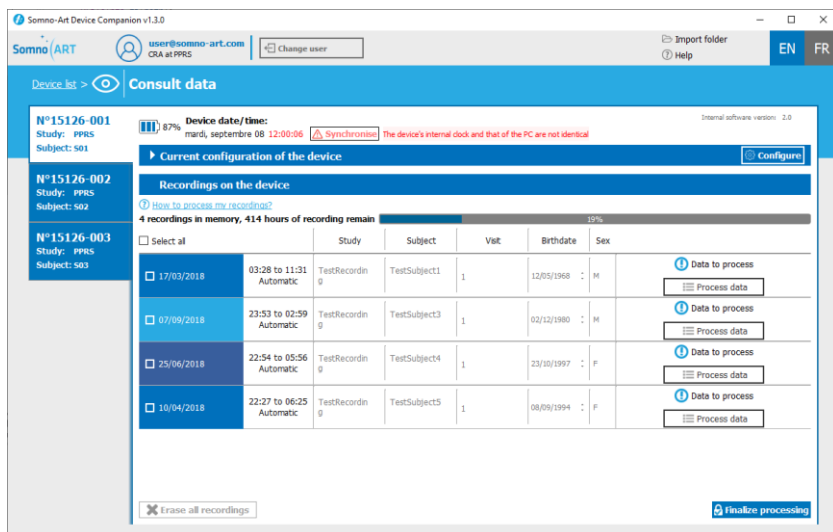 Somno-Art Device Companion v1.3.0
Somno ART
user@somno-art.com
CRA at PPRS
Change user
Import folder
Help
EN
FR
Device list > Consult data
N°15126-001
Study: PPRS
Subject: S01
N°15126-002
Study: PPRS
Subject: S02
N°15126-003
Study: PPRS
Subject: S03
87%
Device date/time:
mardi, septembre 08 12:00:06
Synchronise
The device's internal clock and that of the PC are not identical
Internal software version: 2.0
Current configuration of the device
Configure
Recordings on the device
How to process my recordings?
4 recordings in memory, 414 hours of recording remain
19%
Select all
Study Subject Visit Birthdate Sex
17/03/2018
03:28 to 11:31
Automatic
TestRecordin
g
TestSubject1
1
12/05/1968
M
Data to process
Process data
07/09/2018
23:53 to 02:59
Automatic
TestRecordin
g
TestSubject3
1
02/12/1980
M
Data to process
Process data
25/06/2018
22:54 to 05:56
Automatic
TestRecordin
g
TestSubject4
1
23/10/1997
F
Data to process
Process data
10/04/2018
22:27 to 06:25
Automatic
TestRecordin
g
TestSubject5
1
08/09/1994
F
Data to process
Process data
Erase all recordings
Finalize processing